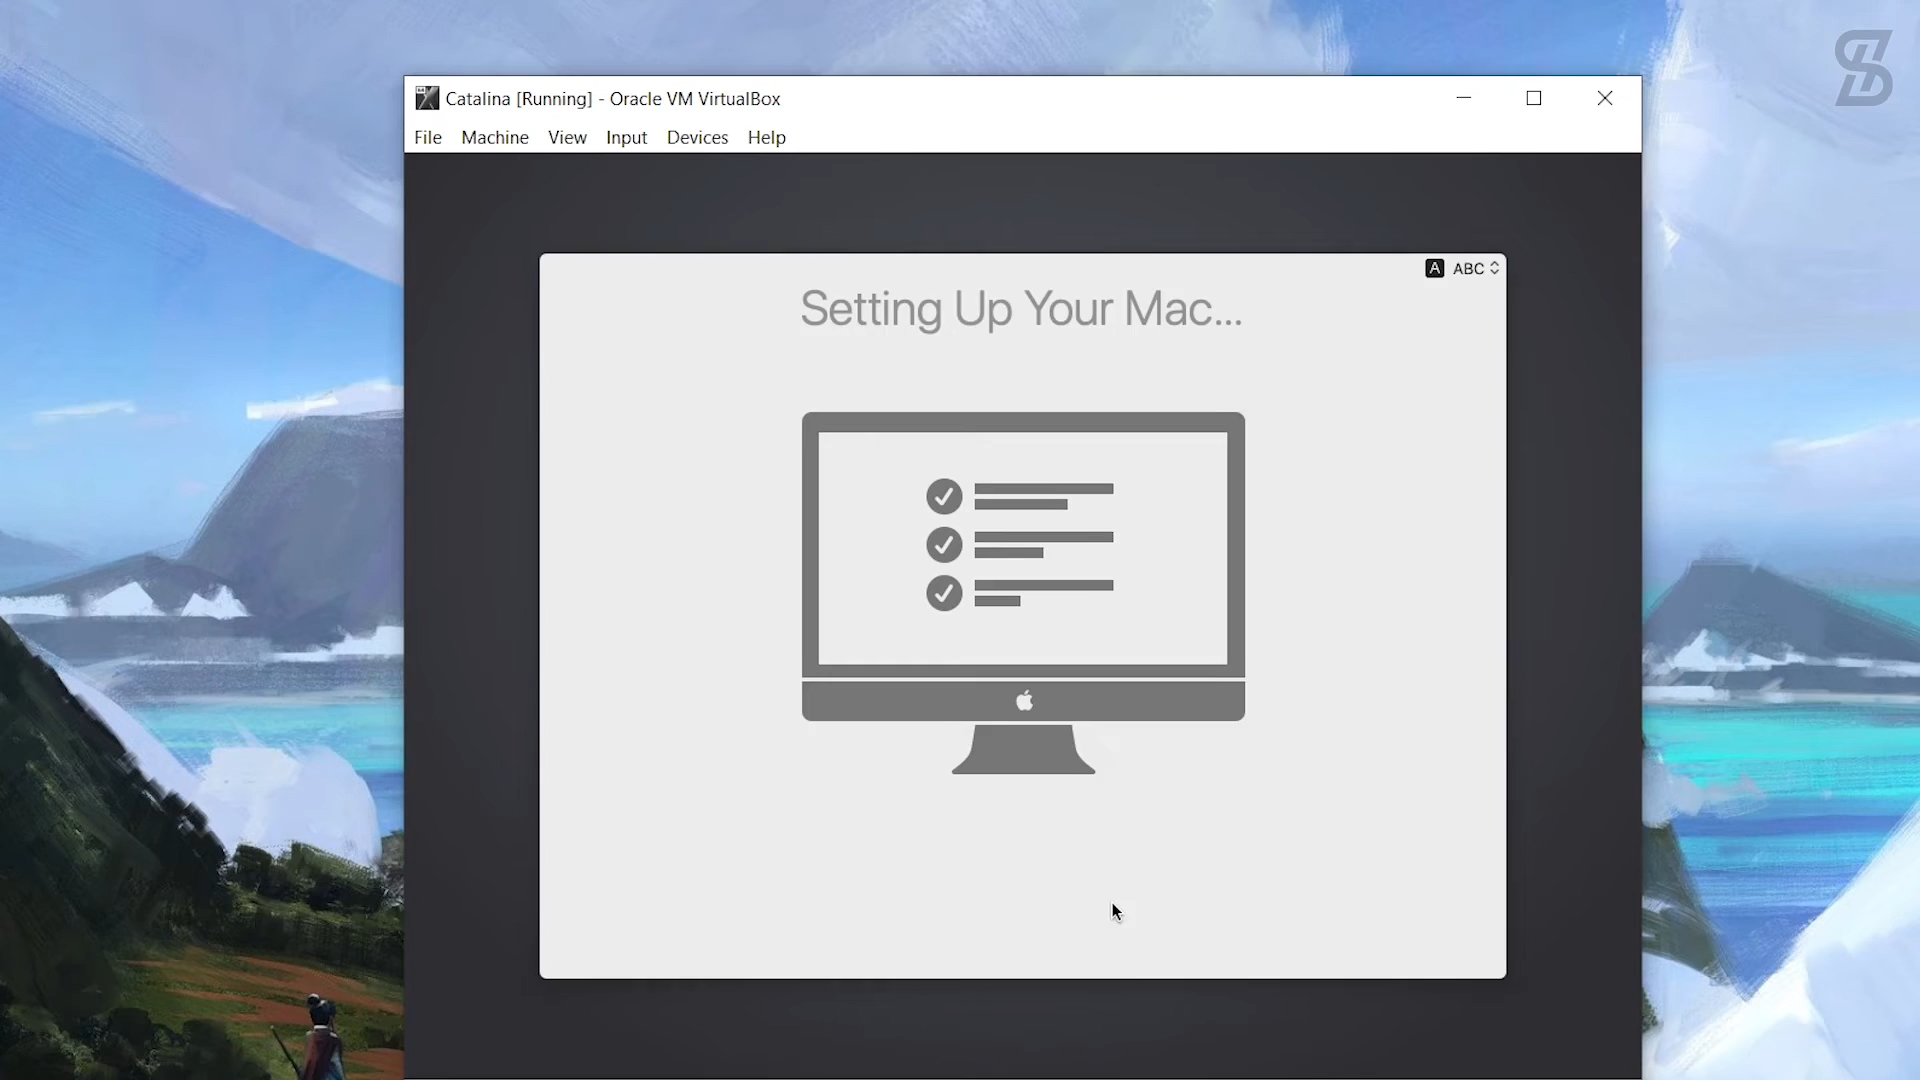 Catalina [Running] - Oracle VM VirtualBox
File Machine View Input Devices Help
A ABC
Setting Up Your Mac...